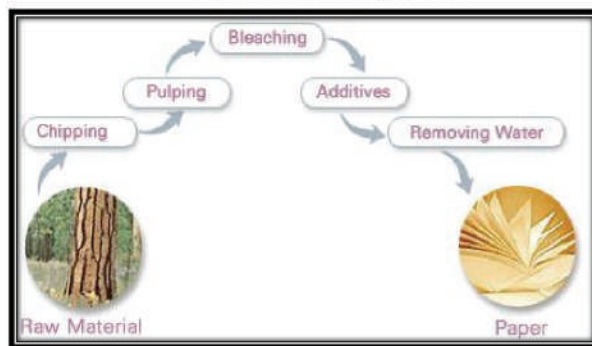 Bleaching
Pulping
Additives
Chipping
Removing Water
Raw Material
Paper